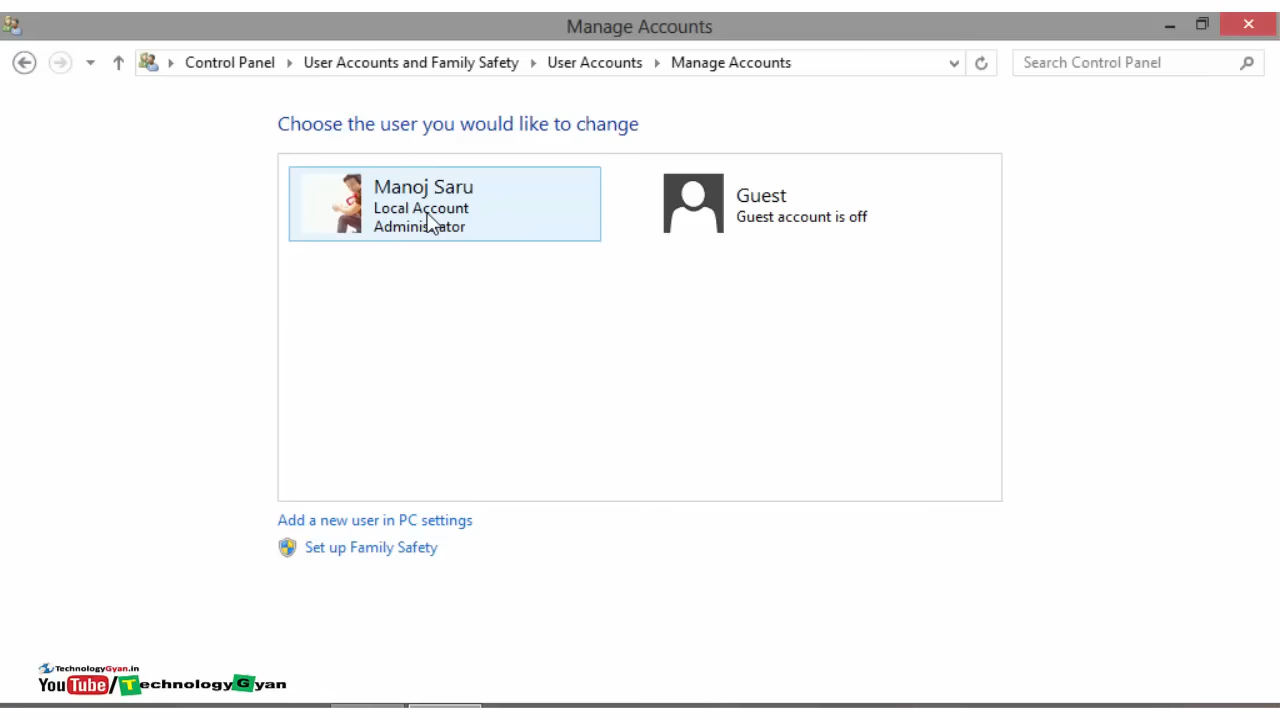 Manage Accounts
Control Panel User Accounts and Family Safety User Accounts Manage Accounts
Search Control Panel
Choose the user you would like to change
Manoj Saru
Local Account
Administrator
Guest
Guest account is off
Add a new user in PC settings
Set up Family Safety
TechnologyGyan.in
YouTube/TechnologyGyan